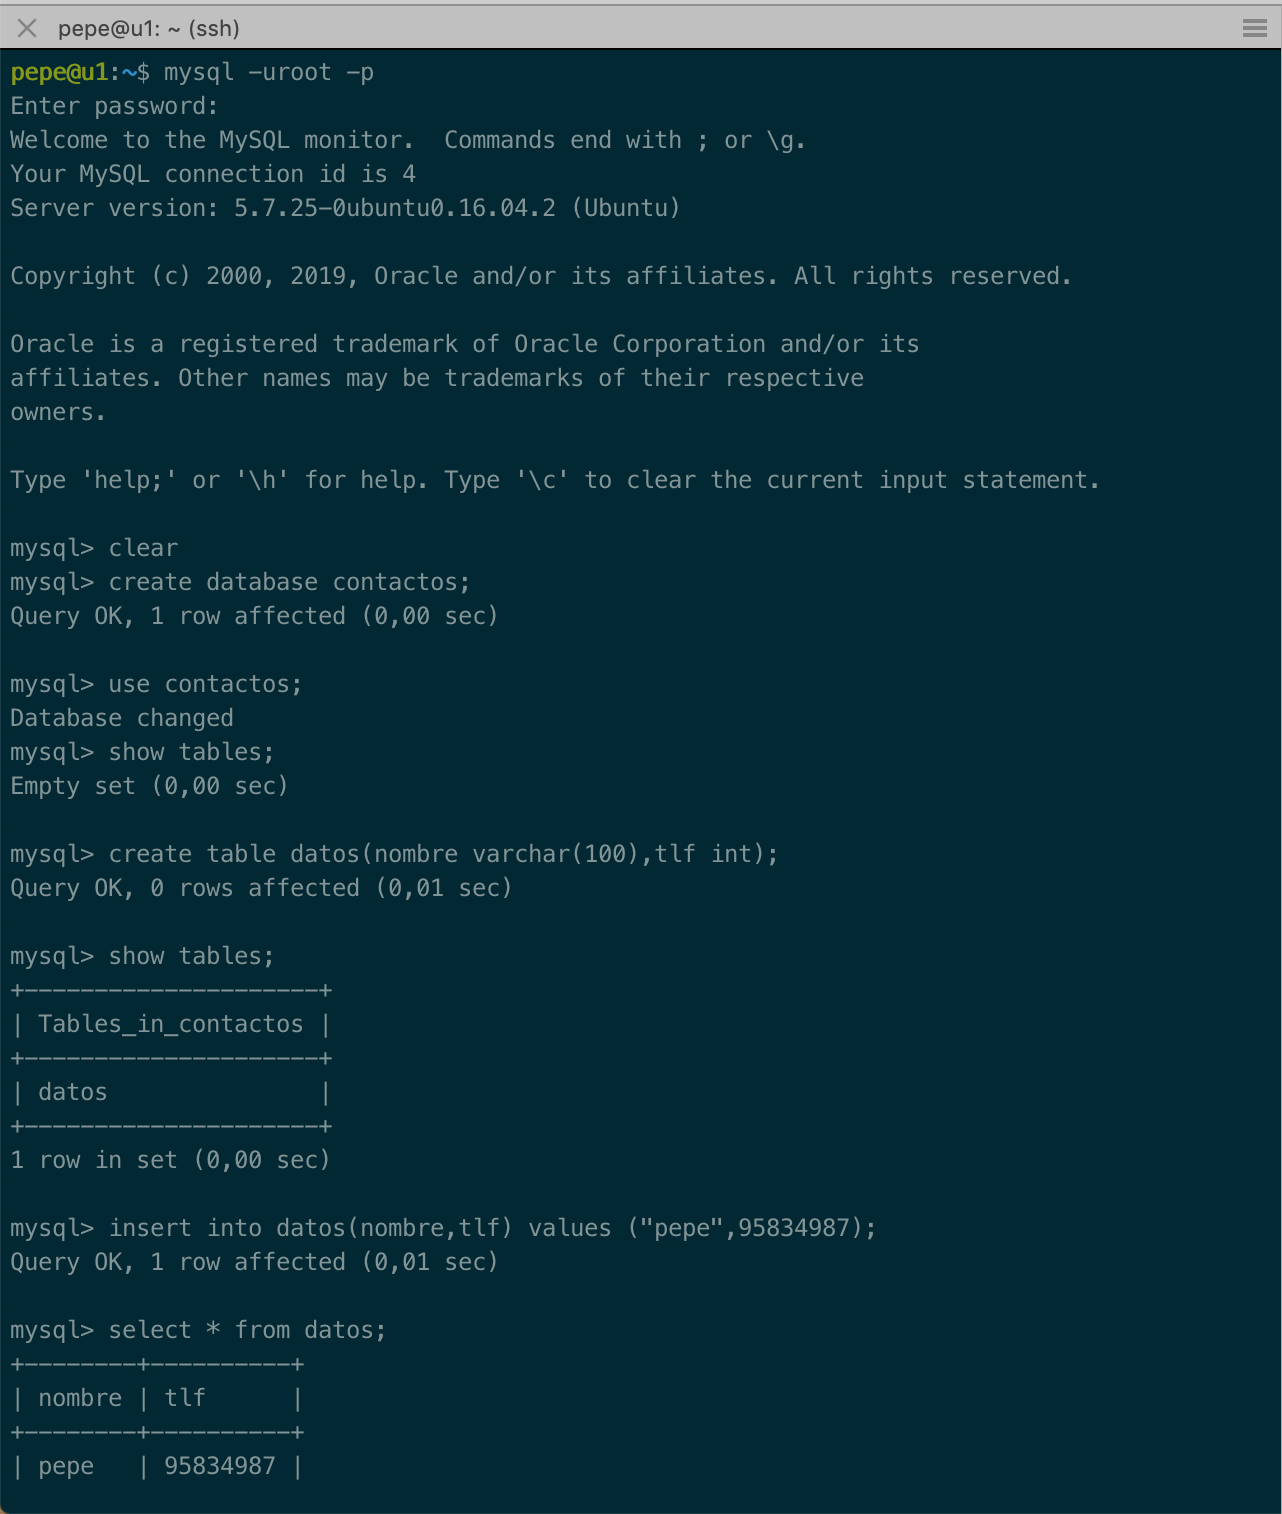 pepe@u1: ~ (ssh)
pepe@u1:~$ mysql -uroot -p
Enter password:
Welcome to the MySQL monitor.  Commands end with ; or \g.
Your MySQL connection id is 4
Server version: 5.7.25-0ubuntu0.16.04.2 (Ubuntu)

Copyright (c) 2000, 2019, Oracle and/or its affiliates. All rights reserved.

Oracle is a registered trademark of Oracle Corporation and/or its
affiliates. Other names may be trademarks of their respective
owners.

Type 'help;' or '\h' for help. Type '\c' to clear the current input statement.

mysql> clear
mysql> create database contactos;
Query OK, 1 row affected (0,00 sec)

mysql> use contactos;
Database changed
mysql> show tables;
Empty set (0,00 sec)

mysql> create table datos(nombre varchar(100),tlf int);
Query OK, 0 rows affected (0,01 sec)

mysql> show tables;
+---------------------+
| Tables_in_contactos |
+---------------------+
| datos               |
+---------------------+
1 row in set (0,00 sec)

mysql> insert into datos(nombre,tlf) values ("pepe",95834987);
Query OK, 1 row affected (0,01 sec)

mysql> select * from datos;
+--------+----------+
| nombre | tlf      |
+--------+----------+
| pepe   | 95834987 |